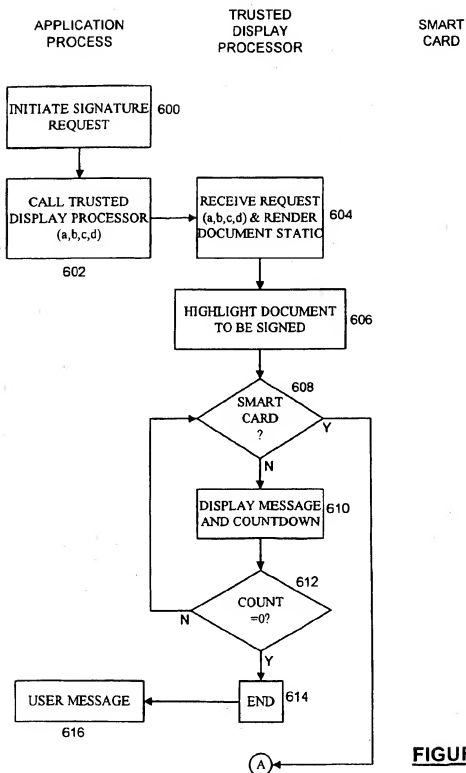 APPLICATION
PROCESS
TRUSTED
DISPLAY
PROCESSOR
SMART
CARD
INITIATE SIGNATURE
REQUEST
600
CALL TRUSTED
DISPLAY PROCESSOR
(a,b,c,d)
602
RECEIVE REQUEST
(a,b,c,d) & RENDER
DOCUMENT STATIC
604
HIGHLIGHT DOCUMENT
TO BE SIGNED
606
608
SMART
CARD
?
Y
N
DISPLAY MESSAGE
AND COUNTDOWN
610
612
COUNT
=0?
N
Y
END
614
USER MESSAGE
616
A